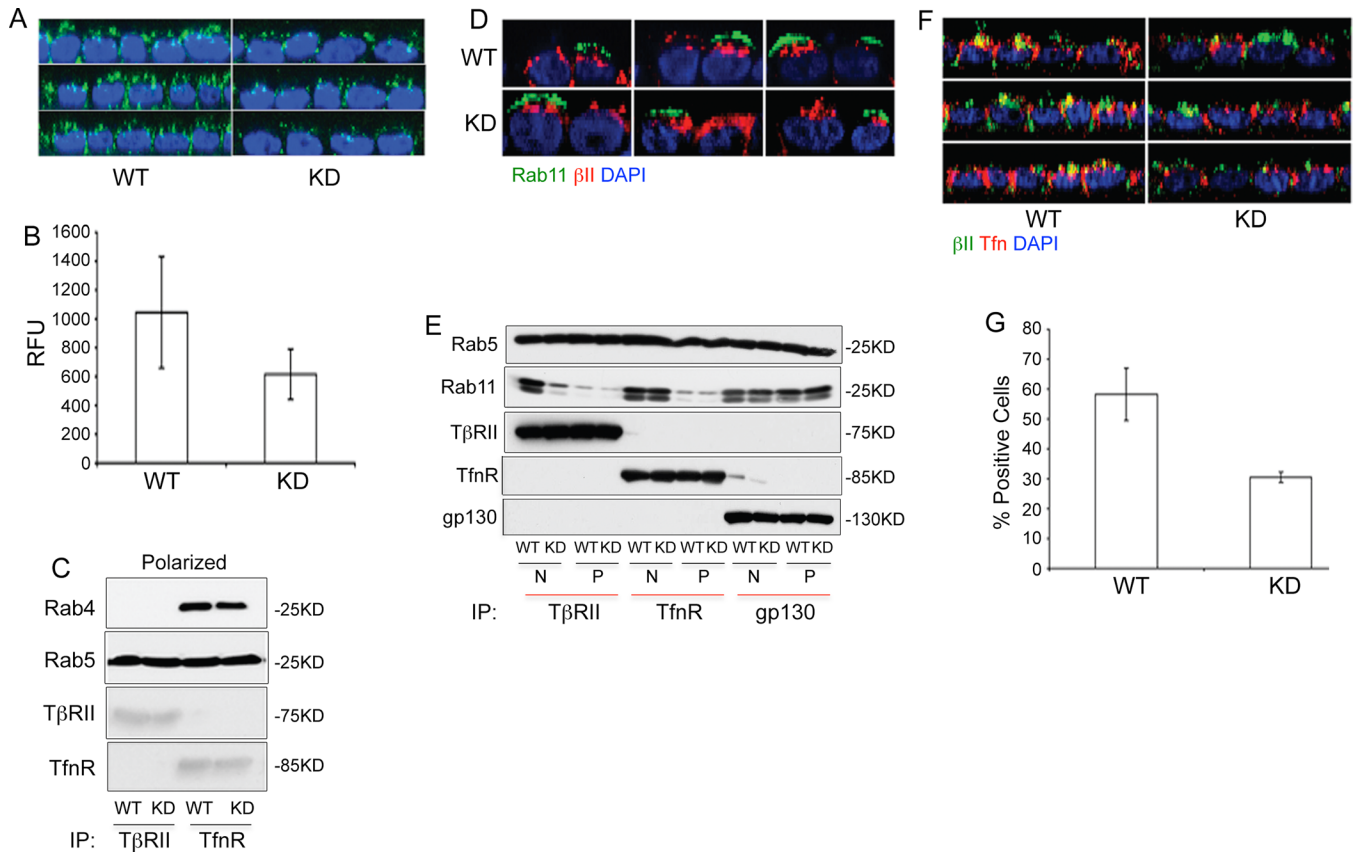 A
WT KD
B
1600
1400
1200
1000
800
600
400
200
0
RFU
WT KD
C
Polarized
Rab4 -25KD
Rab5 -25KD
TβRII -75KD
TfnR -85KD
WT KD WT KD
IP: TβRII TfnR
D
WT
KD
Rab11 βII DAPI
E
Rab5 -25KD
Rab11 -25KD
TβRII -75KD
TfnR -85KD
gp130 -130KD
WT KD WT KD WT KD WT KD WT KD WT KD
N P N P N P
IP: TβRII TfnR gp130
F
WT KD
βII Tfn DAPI
G
80
70
60
50
40
30
20
10
0
% Positive Cells
WT KD